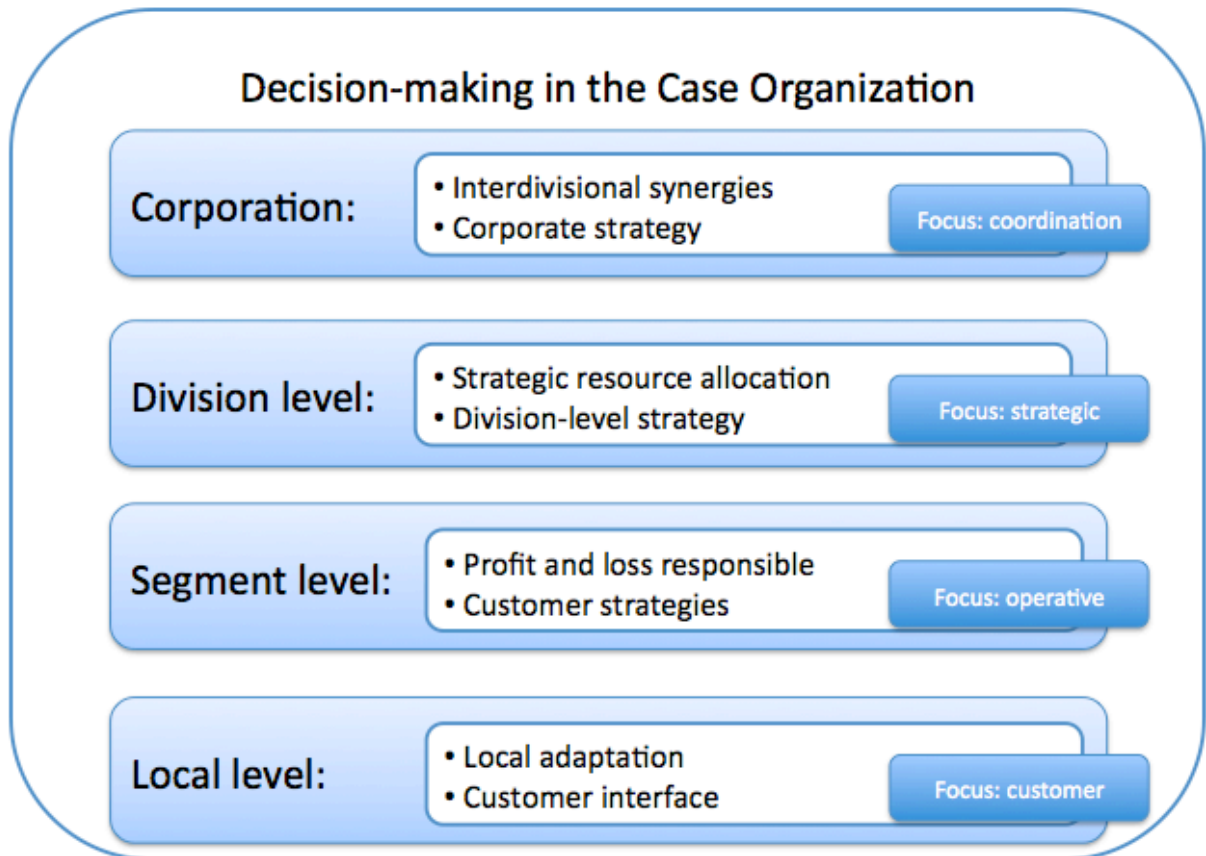 Decision-making in the Case Organization
Corporation:
• Interdivisional synergies
• Corporate strategy
Focus: coordination
Division level:
• Strategic resource allocation
• Division-level strategy
Focus: strategic
Segment level:
• Profit and loss responsible
• Customer strategies
Focus: operative
Local level:
• Local adaptation
• Customer interface
Focus: customer